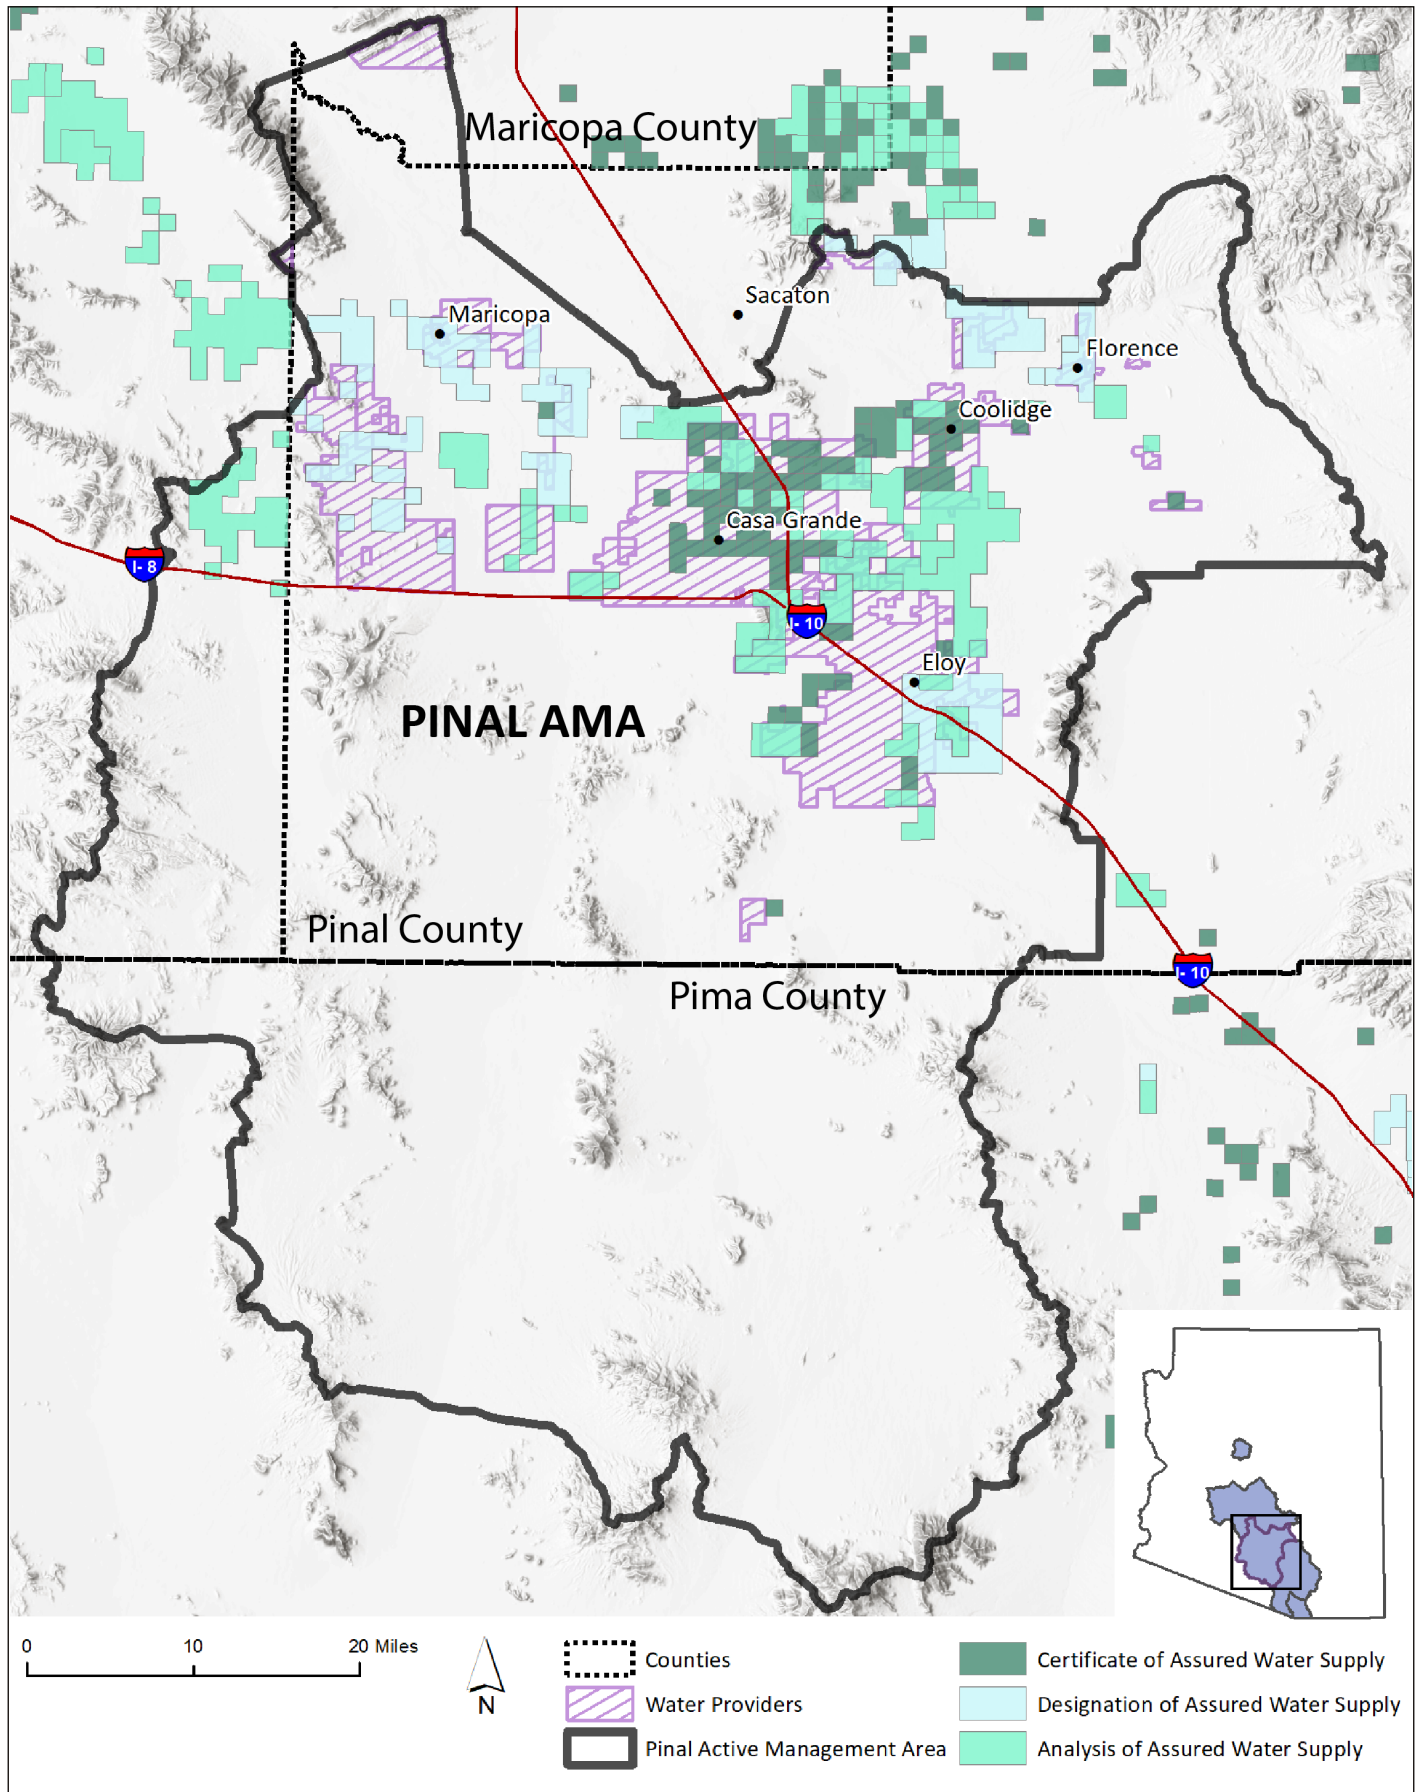 Maricopa County
Sacaton
Maricopa
Florence
Coolidge
Casa Grande
I- 8
I- 10
Eloy
PINAL AMA
Pinal County
I- 10
Pima County
0 10 20 Miles
N
Counties
Water Providers
Pinal Active Management Area
Certificate of Assured Water Supply
Designation of Assured Water Supply
Analysis of Assured Water Supply